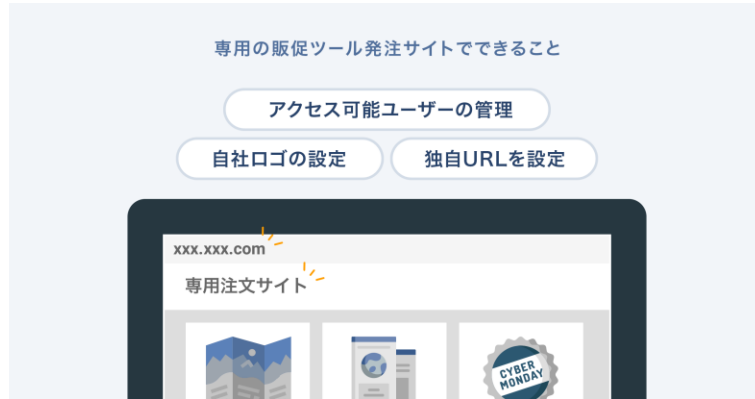 専用の販促ツール発注サイトでできること
アクセス可能ユーザーの管理
自社ロゴの設定
独自URLを設定
xxx.xxx.com
専用注文サイト
CYBER
MONDAY